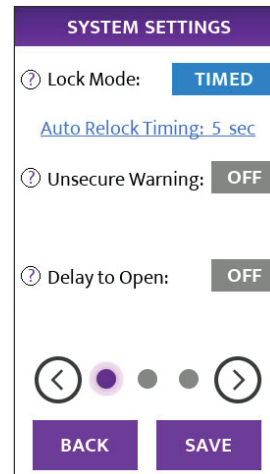 SYSTEM SETTINGS
? Lock Mode: TIMED
Auto Relock Timing: 5 sec
? Unsecure Warning: OFF
? Delay to Open: OFF
BACK SAVE